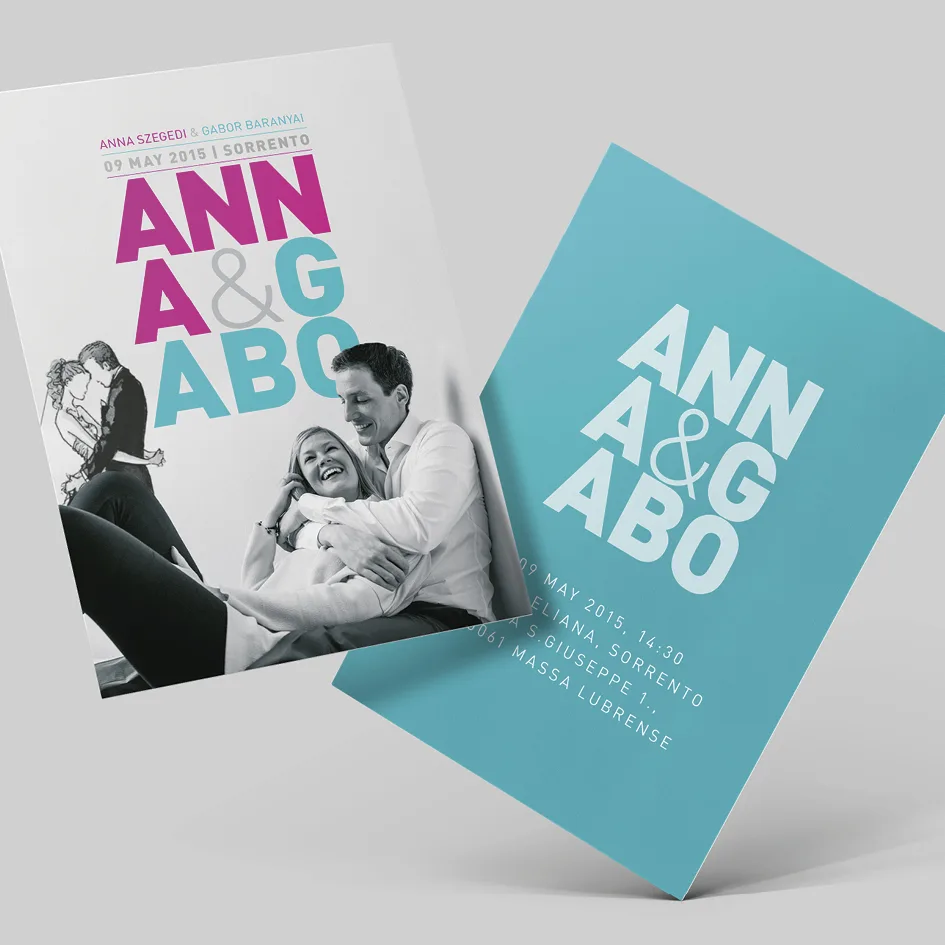 ANNA SZEGEDI & GABOR BARANYAI
09 MAY 2015 | SORRENTO
ANN
A&G
ABO
ANN
A&G
ABO
09 MAY 2015, 14:30
ELIANA, SORRENTO
S.GIUSEPPE 1.,
MASSA LUBRENSE